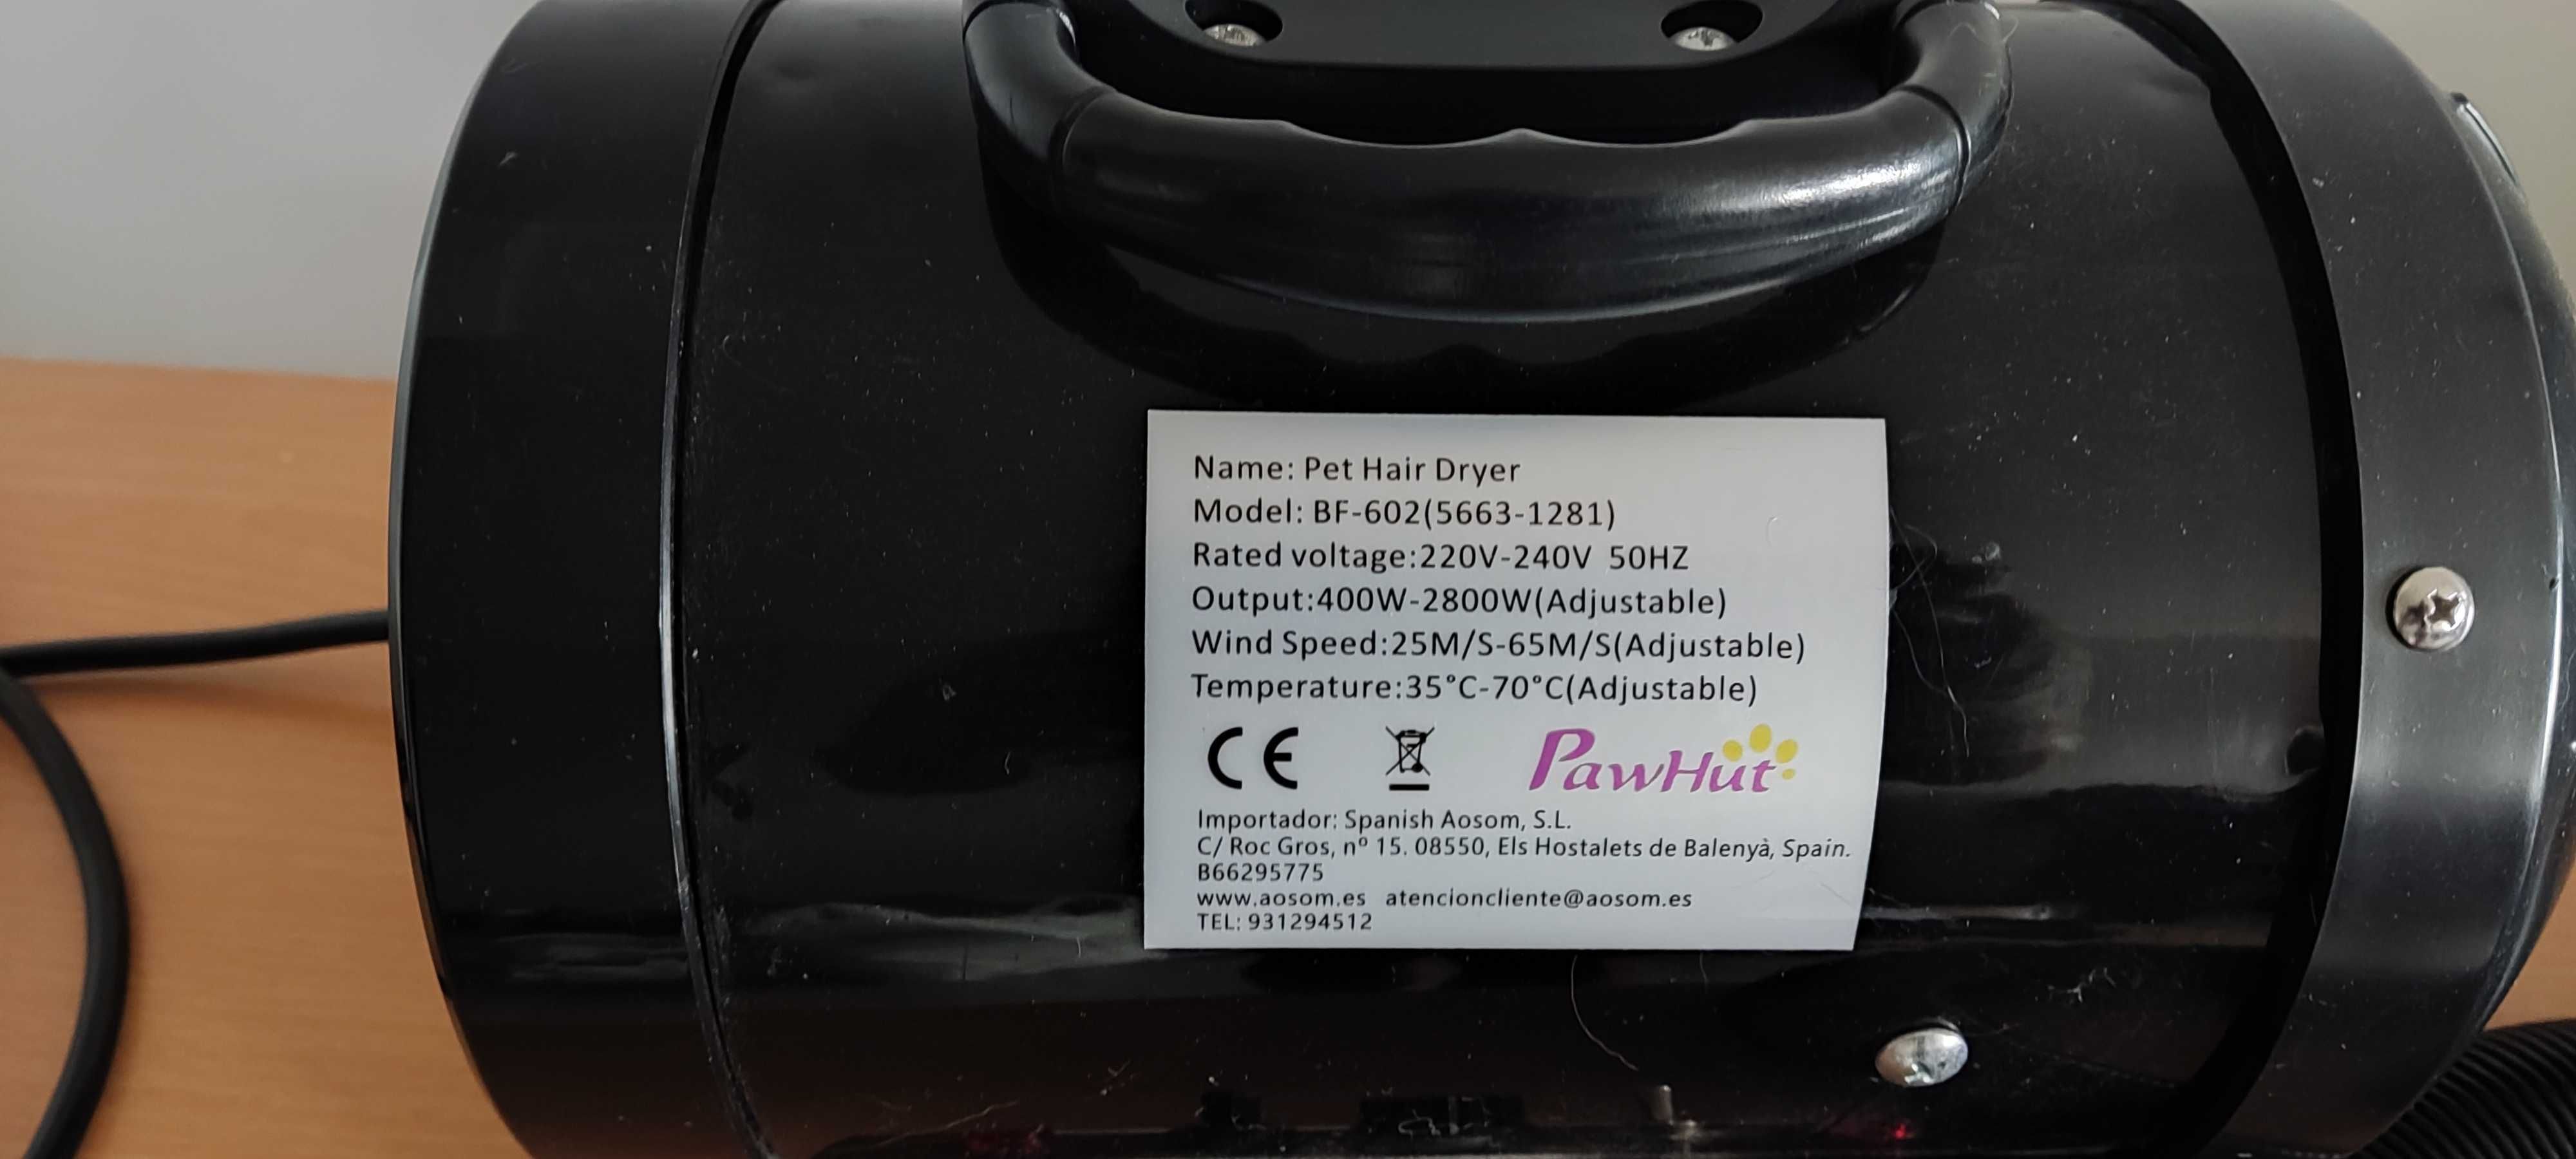 Name: Pet Hair Dryer
Model: BF-602(5663-1281)
Rated voltage:220V-240V 50HZ
Output:400W-2800W(Adjustable)
Wind Speed:25M/S-65M/S(Adjustable)
Temperature:35°C-70°C(Adjustable)
CE PawHut
Importador: Spanish Aosom, S.L.
C/ Roc Gros, nº 15. 08550, Els Hostalets de Balenyà, Spain.
B66295775
www.aosom.es atencioncliente@aosom.es
TEL: 931294512